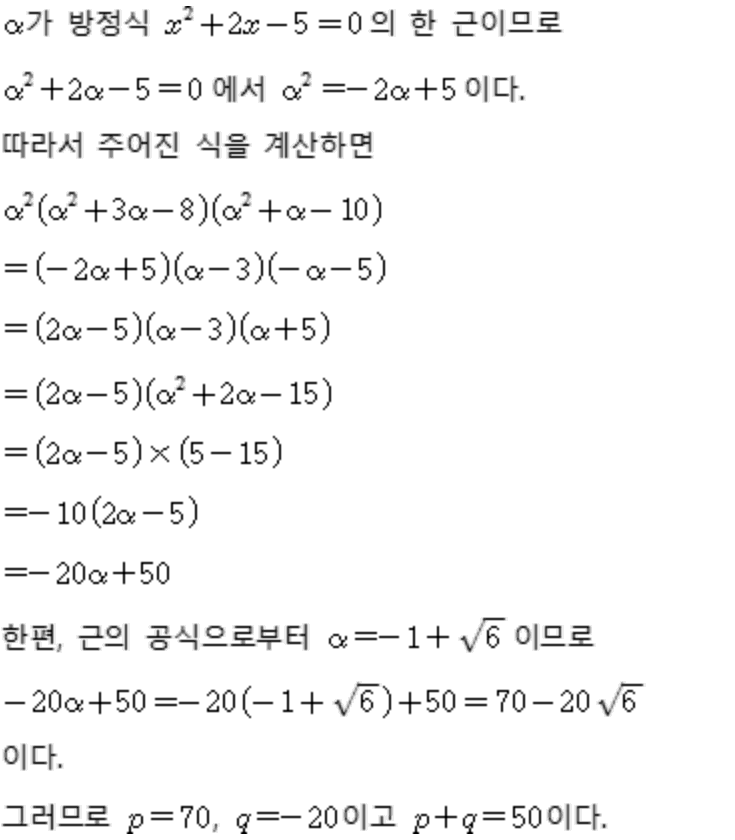 α가 방정식 x²+2x−5=0의 한 근이므로
α²+2α−5=0에서 α²=−2α+5이다.
따라서 주어진 식을 계산하면
α²(α²+3α−8)(α²+α−10)
=(−2α+5)(α−3)(−α−5)
=(2α−5)(α−3)(α+5)
=(2α−5)(α²+2α−15)
=(2α−5)×(5−15)
=−10(2α−5)
=−20α+50
한편, 근의 공식으로부터 α=−1+√6 이므로
−20α+50=−20(−1+√6)+50=70−20√6
이다.
그러므로 p=70, q=−20이고 p+q=50이다.